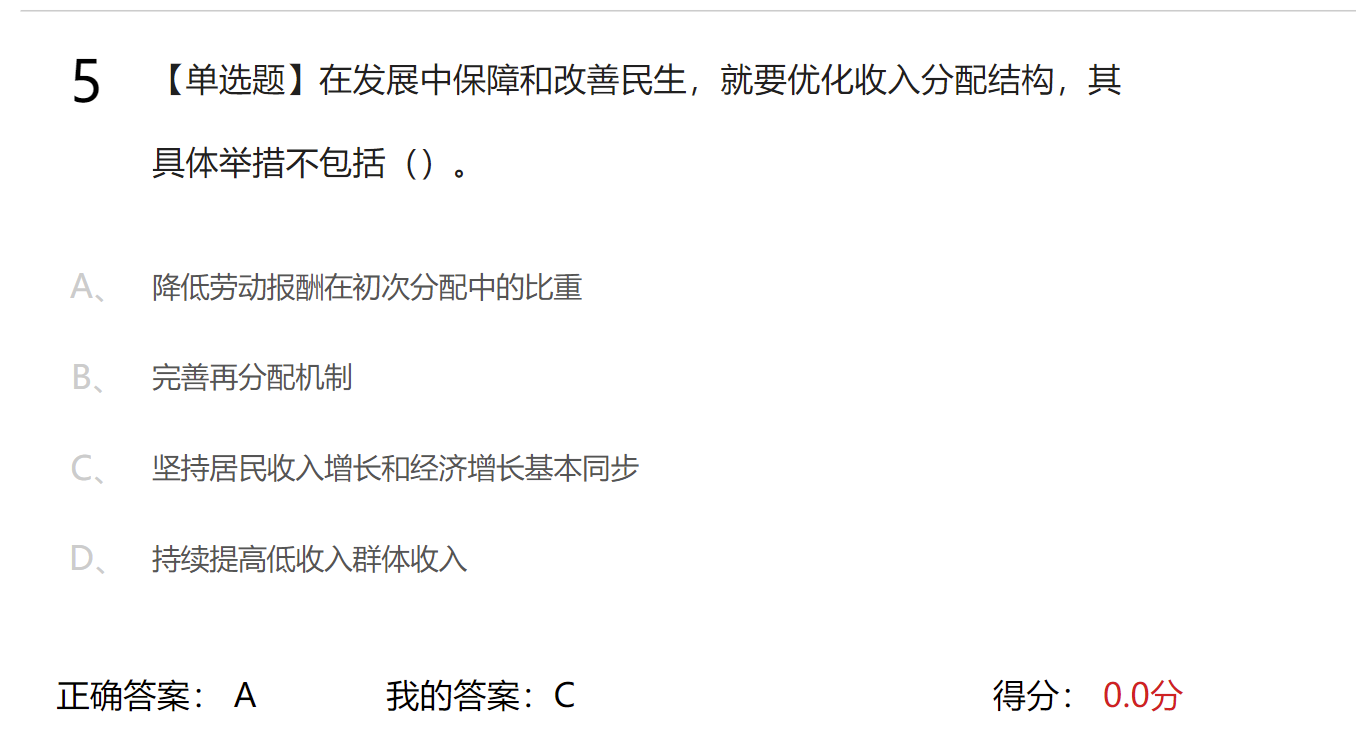 5 【单选题】在发展中保障和改善民生，就要优化收入分配结构，其
具体举措不包括（）。
A、 降低劳动报酬在初次分配中的比重
B、 完善再分配机制
C、 坚持居民收入增长和经济增长基本同步
D、 持续提高低收入群体收入
正确答案： A 我的答案：C 得分： 0.0分